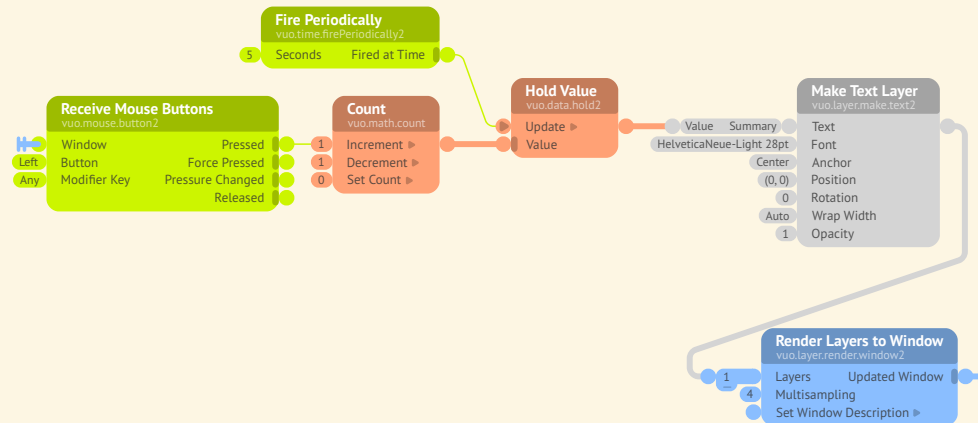 Fire Periodically
vuo.time.firePeriodically2
5 Seconds Fired at Time
Receive Mouse Buttons
vuo.mouse.button2
Window Pressed
Left Button Force Pressed
Any Modifier Key Pressure Changed
Released
Count
vuo.math.count
1 Increment
1 Decrement
0 Set Count
Hold Value
vuo.data.hold2
Update
Value
Make Text Layer
vuo.layer.make.text2
Value Summary Text
HelveticaNeue-Light 28pt Font
Center Anchor
(0, 0) Position
0 Rotation
Auto Wrap Width
1 Opacity
Render Layers to Window
vuo.layer.render.window2
1 Layers Updated Window
4 Multisampling
Set Window Description